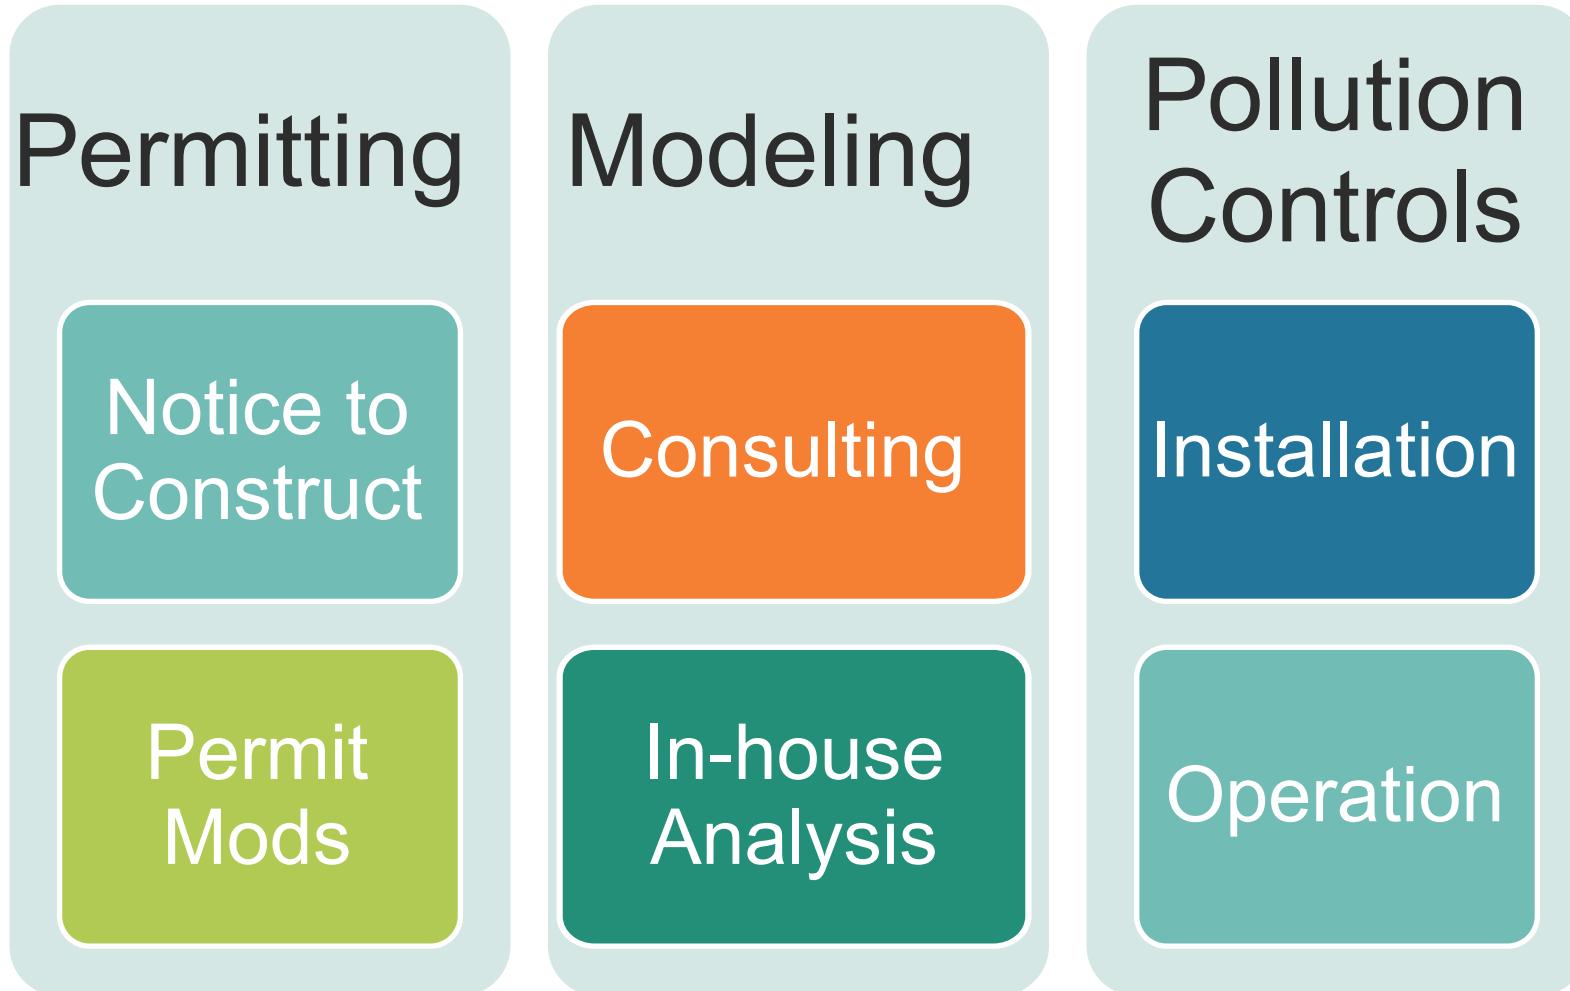 Permitting
Notice to
Construct
Permit
Mods
Modeling
Consulting
In-house
Analysis
Pollution
Controls
Installation
Operation